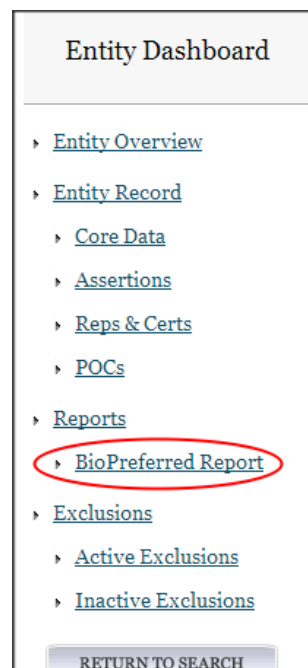 Entity Dashboard
Entity Overview
Entity Record
Core Data
Assertions
Reps & Certs
POCs
Reports
BioPreferred Report
Exclusions
Active Exclusions
Inactive Exclusions
RETURN TO SEARCH